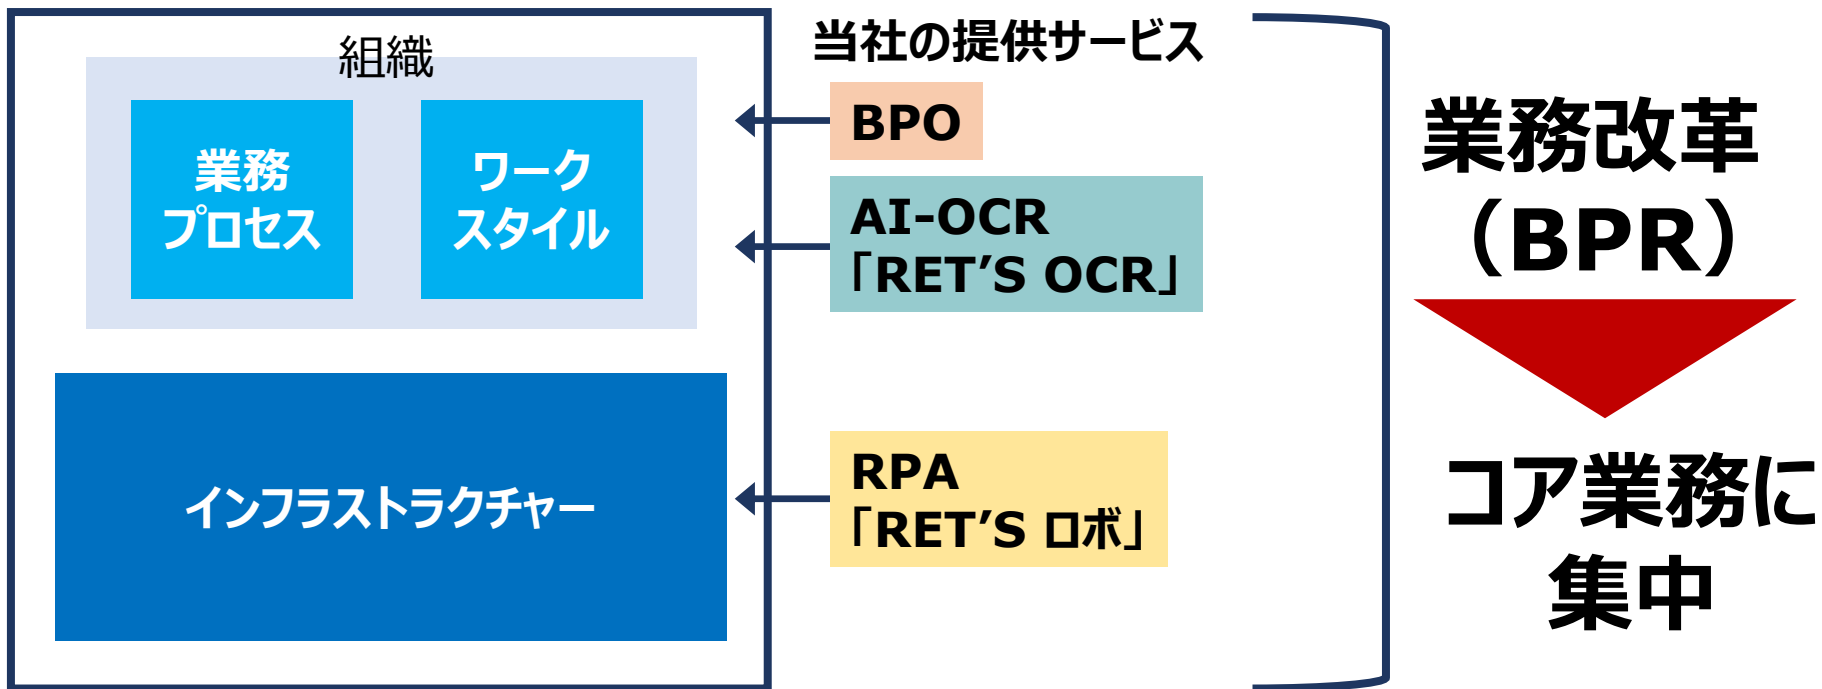 組織
業務
プロセス
ワーク
スタイル
インフラストラクチャー
当社の提供サービス
BPO
AI-OCR
「RET’S OCR」
RPA
「RET’S ロボ」
業務改革
（BPR）
コア業務に
集中